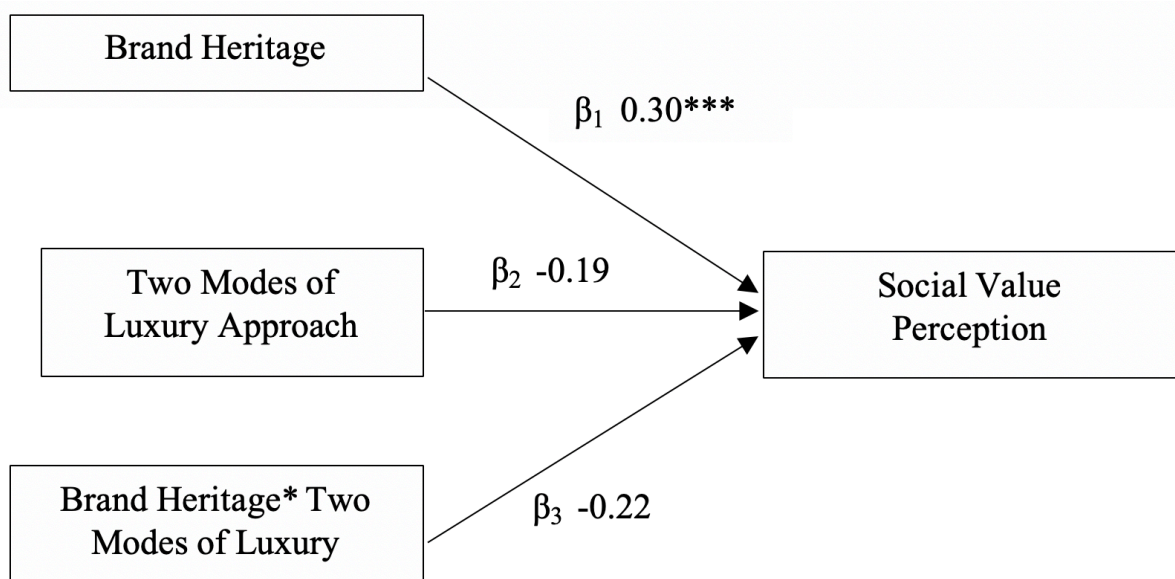 Brand Heritage
β₁ 0.30***
Two Modes of
Luxury Approach
β₂ -0.19
Social Value
Perception
Brand Heritage* Two
Modes of Luxury
β₃ -0.22